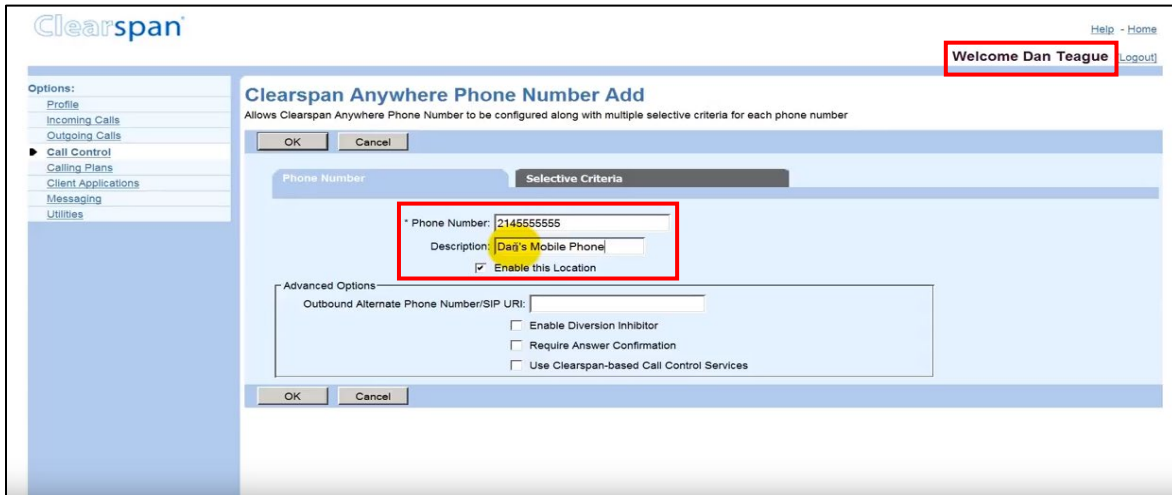 Clearspan
Help - Home
Welcome Dan Teague [Logout]
Options:
Profile
Incoming Calls
Outgoing Calls
Call Control
Calling Plans
Client Applications
Messaging
Utilities
Clearspan Anywhere Phone Number Add
Allows Clearspan Anywhere Phone Number to be configured along with multiple selective criteria for each phone number
OK Cancel
Phone Number Selective Criteria
* Phone Number: 2145555555
Description: Dan's Mobile Phone
Enable this Location
Advanced Options
Outbound Alternate Phone Number/SIP URI:
Enable Diversion Inhibitor
Require Answer Confirmation
Use Clearspan-based Call Control Services
OK Cancel